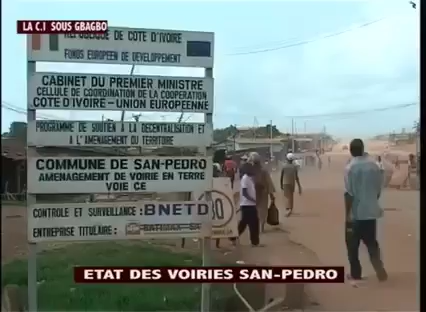 LA C.I SOUS GBAGBO
REPUBLIQUE DE COTE D'IVOIRE
FONDS EUROPEEN DE DEVELOPPEMENT
CABINET DU PREMIER MINISTRE
CELLULE DE COORDINATION DE LA COOPERATION
COTE D'IVOIRE - UNION EUROPEENNE
PROGRAMME DE SOUTIEN A LA DECENTRALISATION ET
A L'AMENAGEMENT DU TERRITOIRE
COMMUNE DE SAN-PEDRO
AMENAGEMENT DE VOIRIE EN TERRE
VOIE CE
CONTROLE ET SURVEILLANCE: BNETD
ENTREPRISE TITULAIRE:
30
ETAT DES VOIRIES SAN-PEDRO